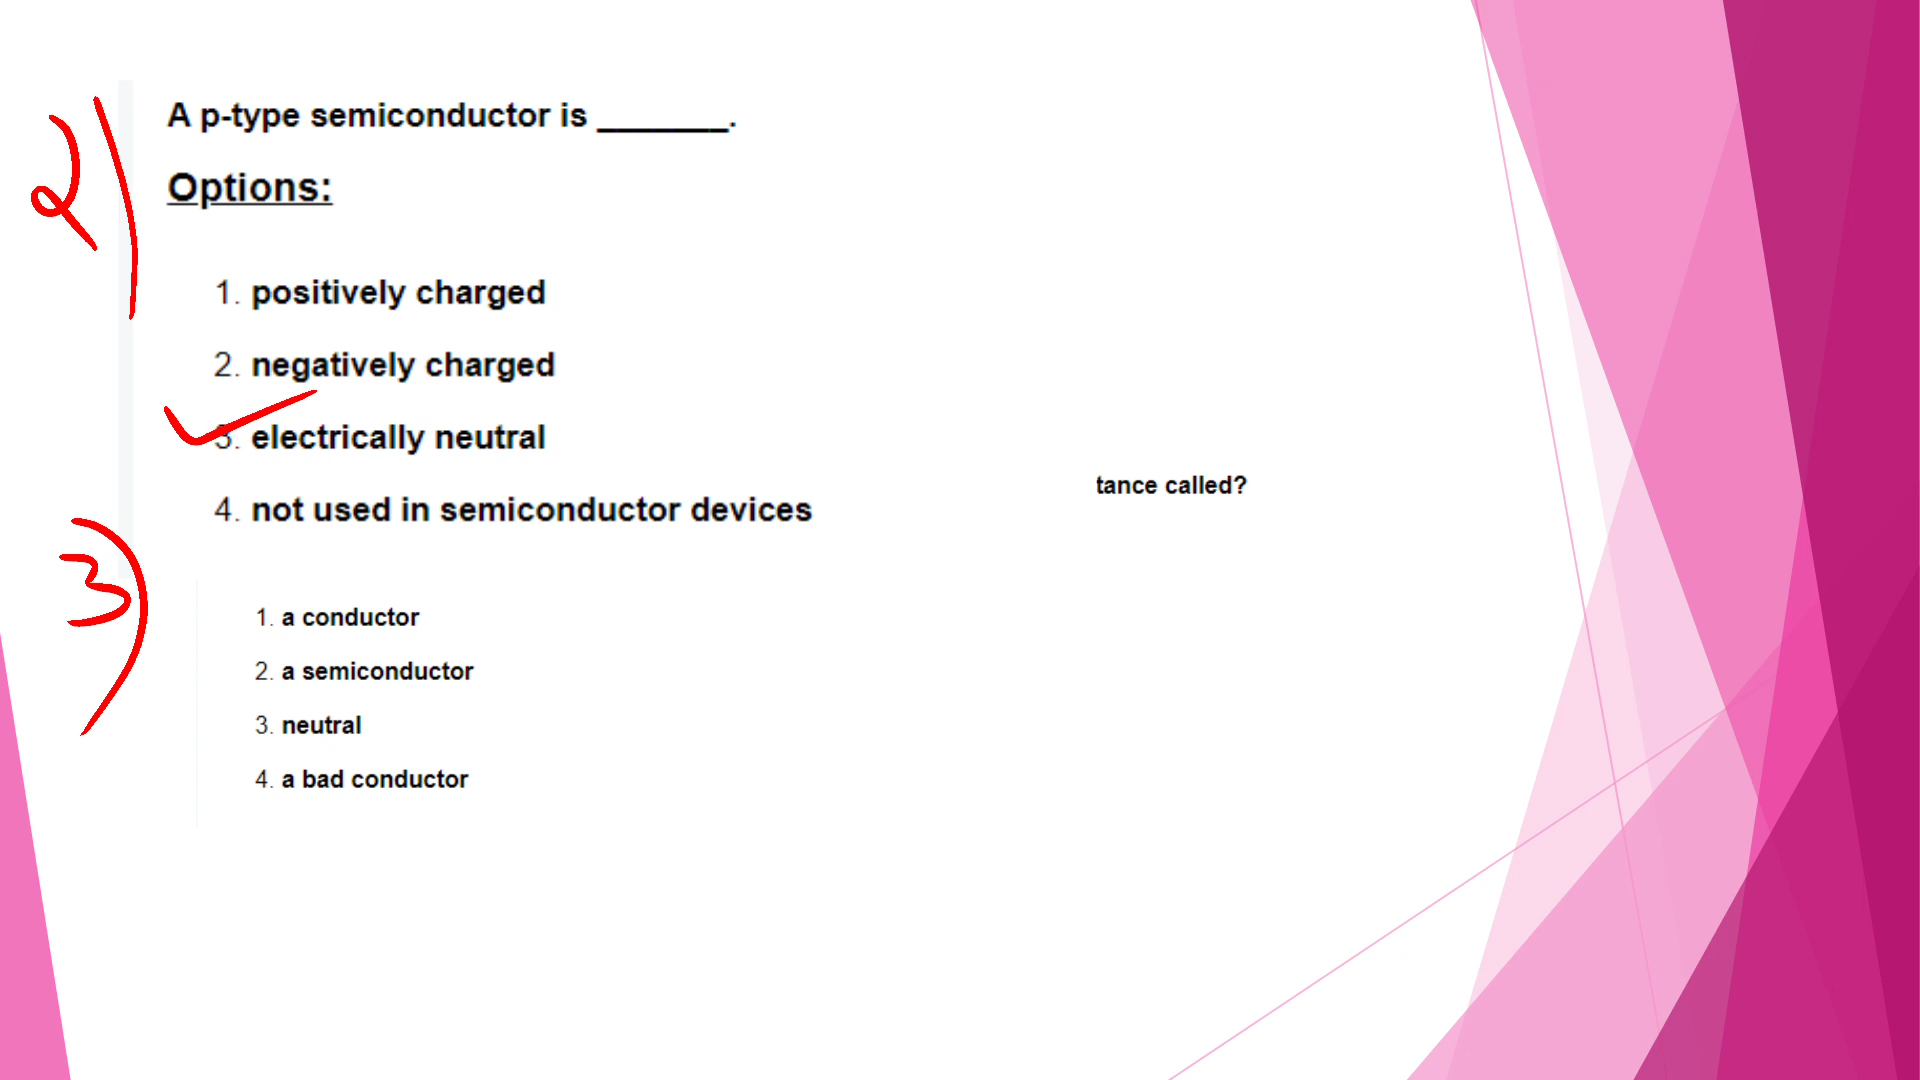 2)
A p-type semiconductor is _______.
Options:
1. positively charged
2. negatively charged
3. electrically neutral
tance called?
4. not used in semiconductor devices
3)
1. a conductor
2. a semiconductor
3. neutral
4. a bad conductor